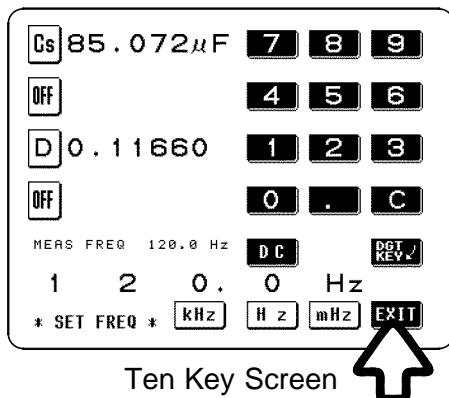 Cs 85.072μF 7 8 9
OFF 4 5 6
D 0.11660 1 2 3
OFF 0 . C
MEAS FREQ 120.0 Hz DC DGT KEY
1 2 0. 0 Hz
* SET FREQ * kHz Hz mHz EXIT
Ten Key Screen